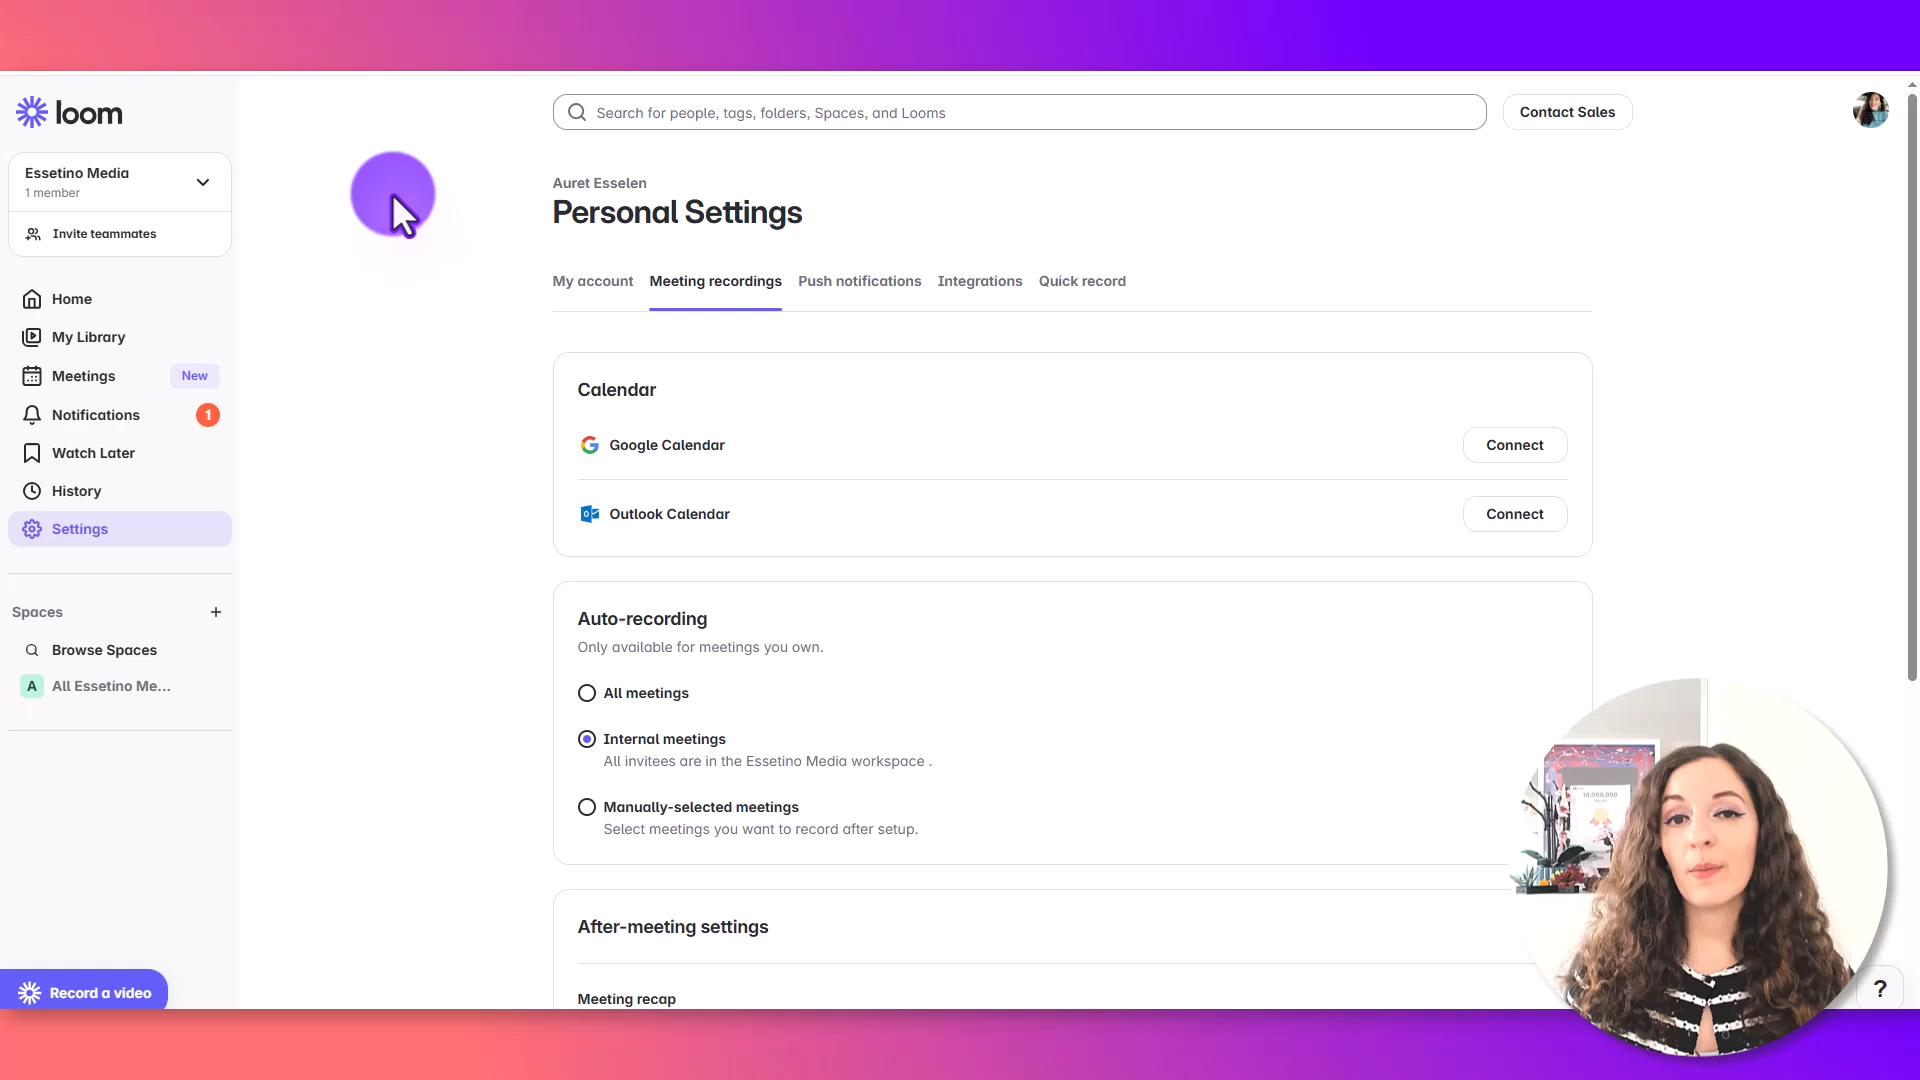 loom
Search for people, tags, folders, Spaces, and Looms
Contact Sales
Essetino Media
1 member
Invite teammates
Home
My Library
Meetings New
Notifications 1
Watch Later
History
Settings
Spaces +
Browse Spaces
A All Essetino Me...
Record a video
Auret Esselen
Personal Settings
My account Meeting recordings Push notifications Integrations Quick record
Calendar
Google Calendar Connect
Outlook Calendar Connect
Auto-recording
Only available for meetings you own.
All meetings
Internal meetings
All invitees are in the Essetino Media workspace .
Manually-selected meetings
Select meetings you want to record after setup.
After-meeting settings
Meeting recap
10,000,000
?